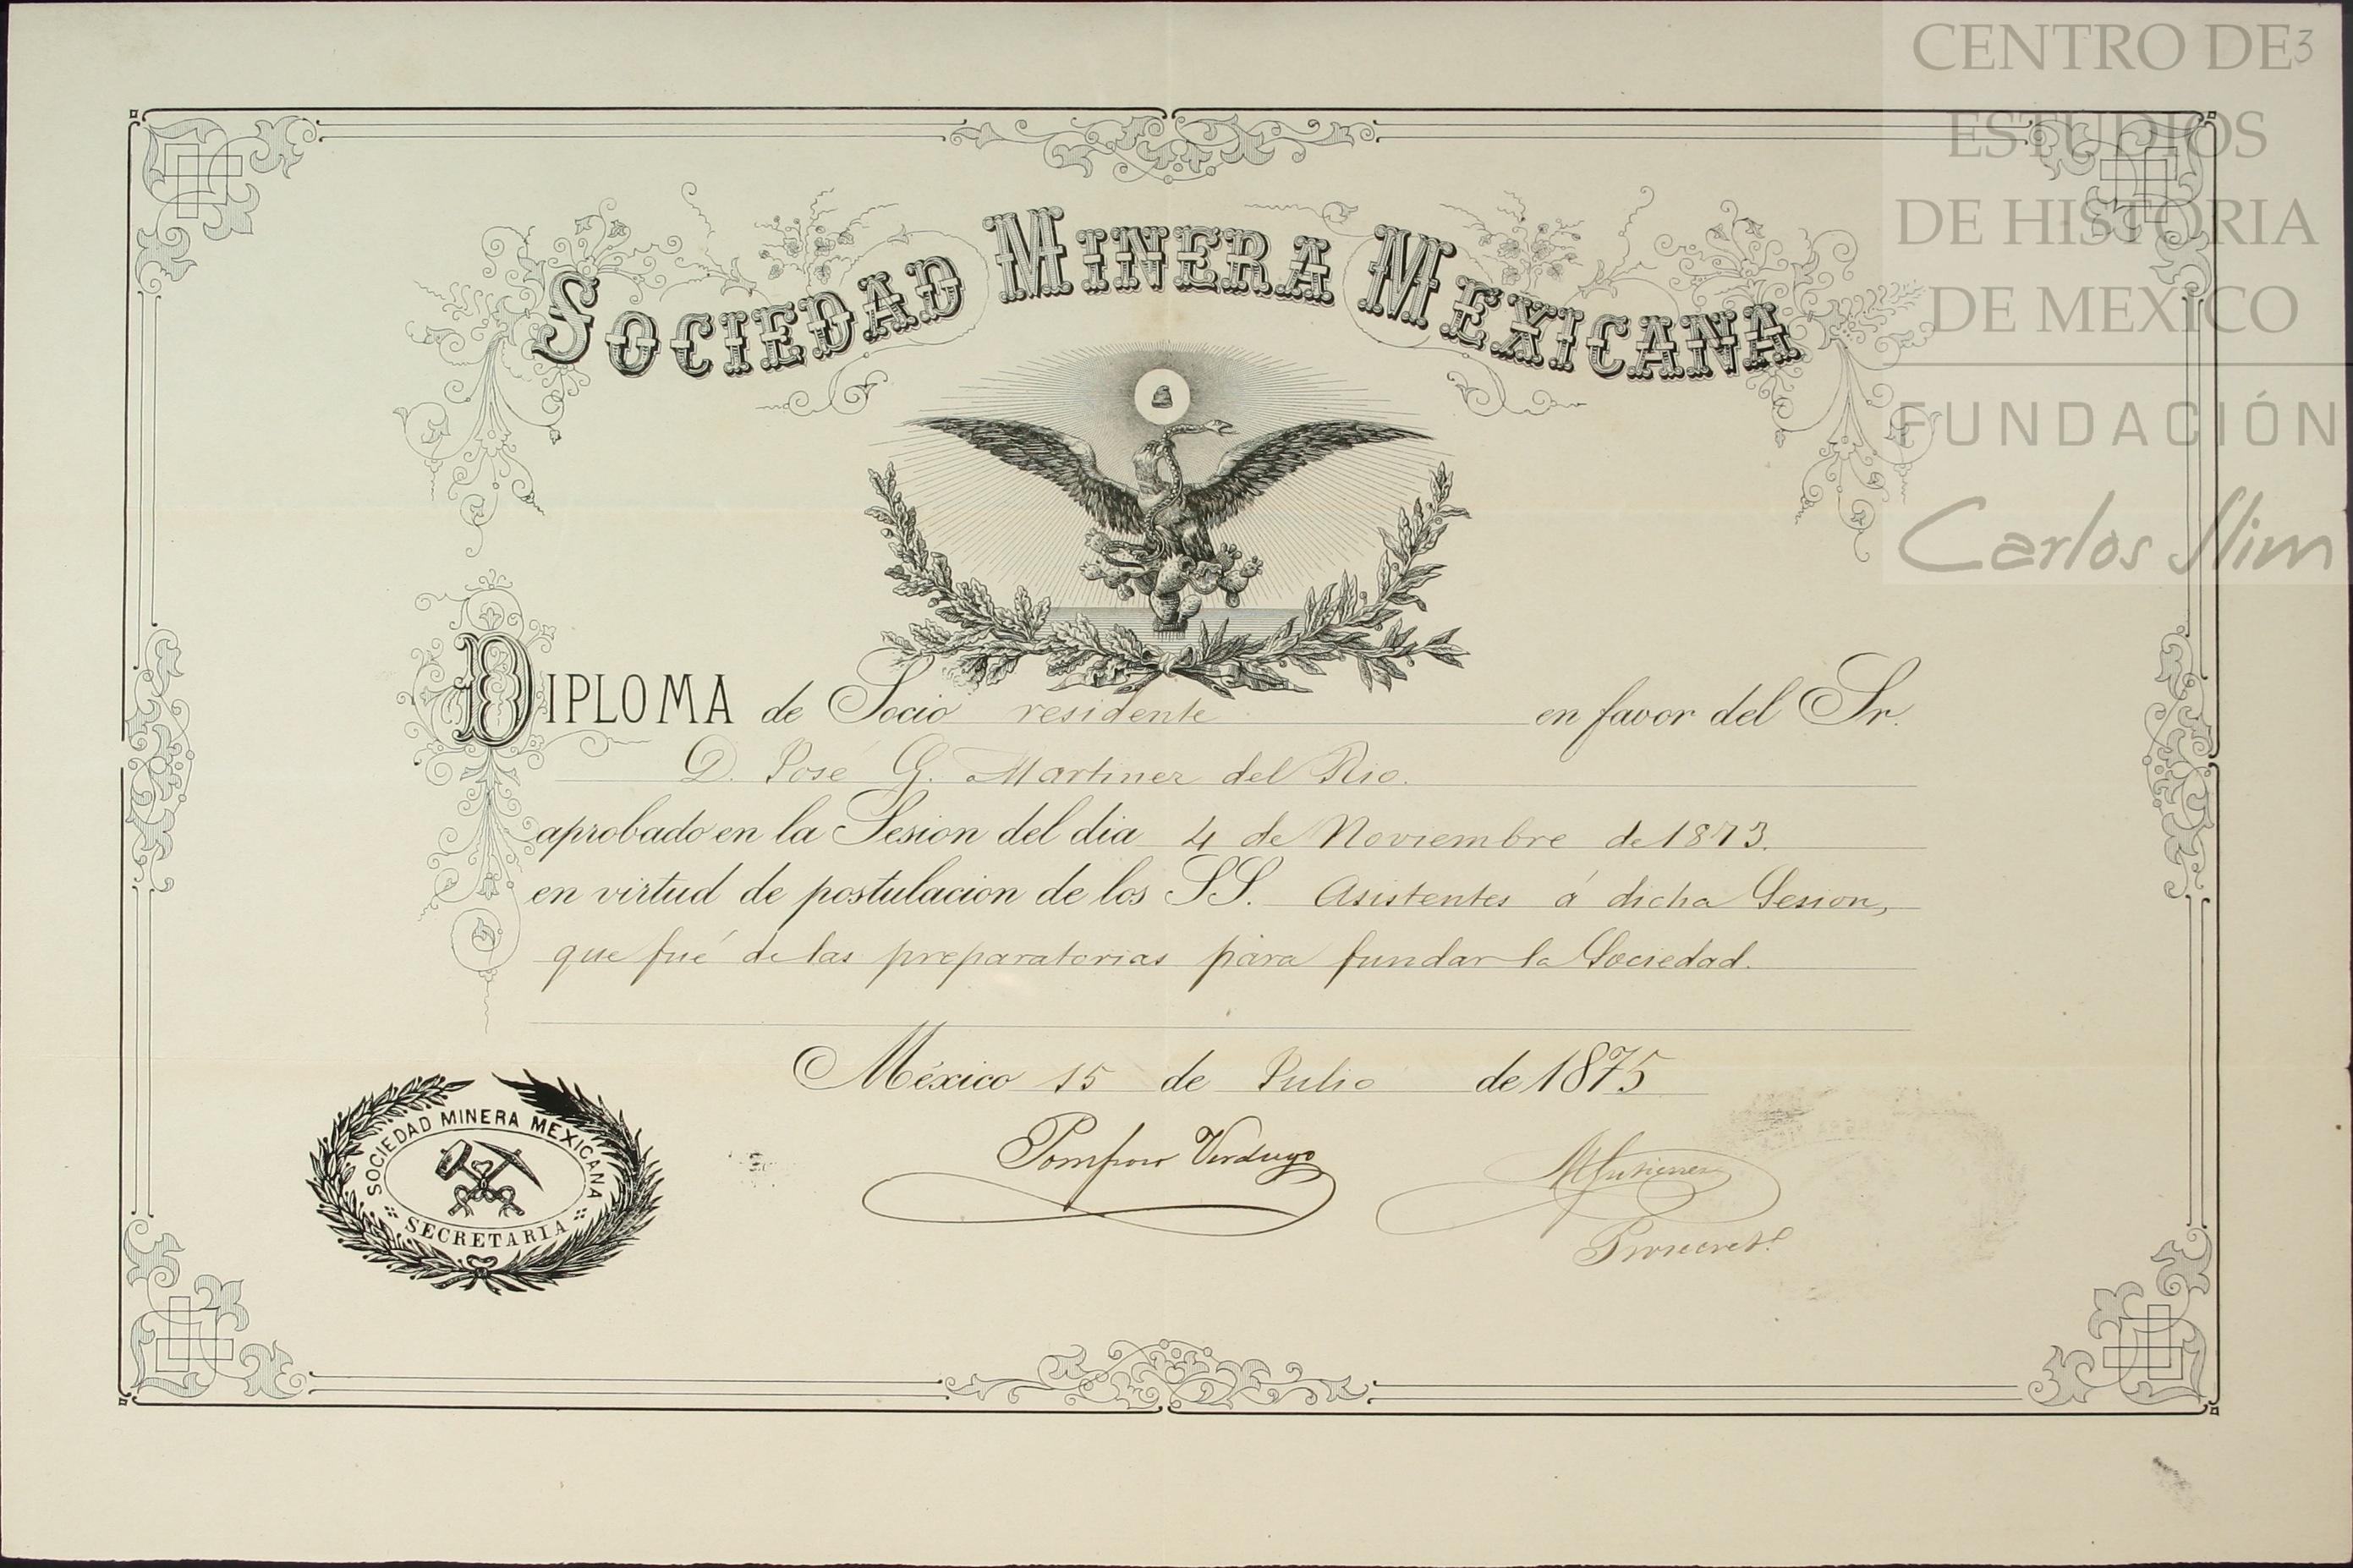 CENTRO DE 3
ESTUDIOS
DE HISTORIA
DE MEXICO
FUNDACIÓN
Carlos Slim
SOCIEDAD MINERA MEXICANA
DIPLOMA de Socio residente en favor del Sr.
D. José G. Martinez del Rio.
aprobado en la Sesion del dia 4 de Noviembre de 1873.
en virtud de postulacion de los SS. Asistentes á dicha Sesion,
que fué de las preparatorias para fundar la Sociedad.
México 15 de Julio de 1875
SOCIEDAD MINERA MEXICANA
SECRETARIA
Verdugo
M Gutierrez